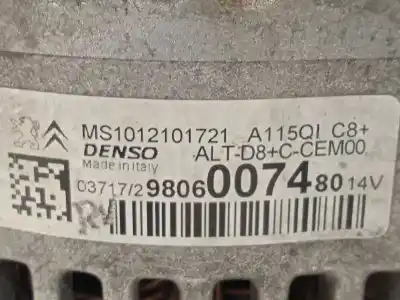 MS1012101721 A115QI C8+
DENSO ALT-D8+C-CEM00
Made in Italy
03717/29806007480 14V